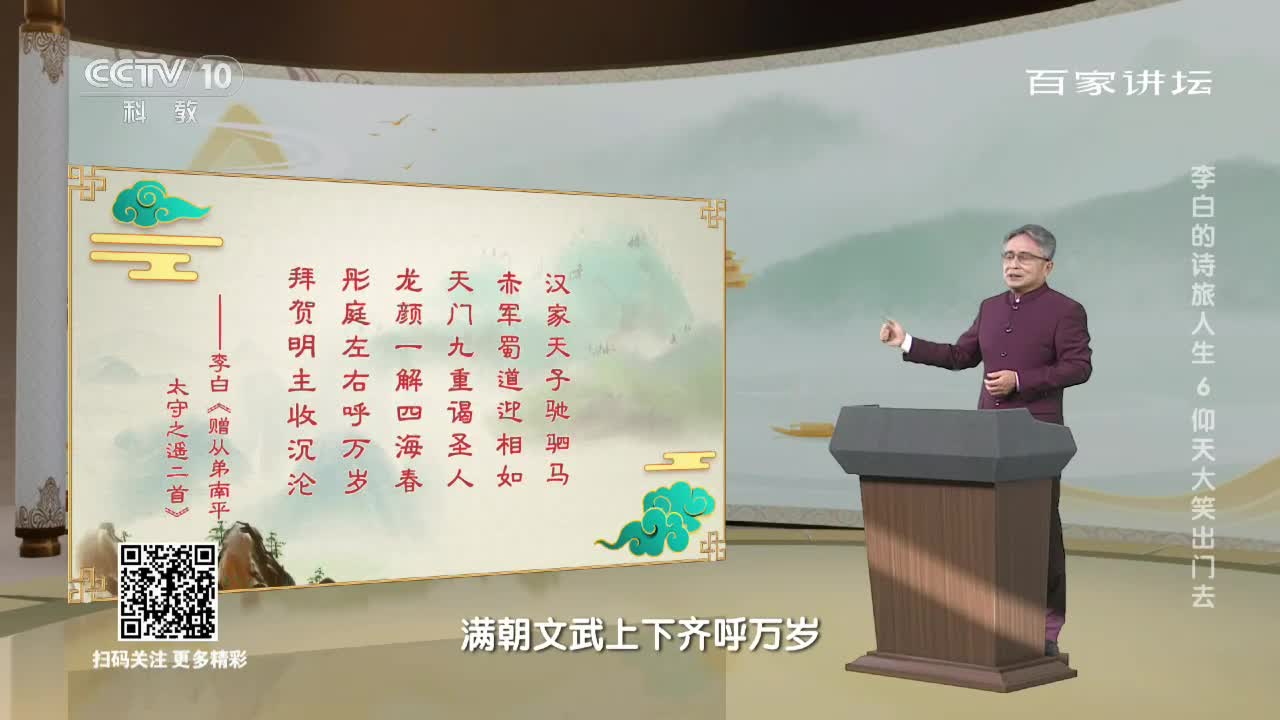 CCTV 10
科教
百家讲坛
汉家天子驰驷马
赤军蜀道迎相如
天门九重谒圣人
龙颜一解四海春
彤庭左右呼万岁
拜贺明主收沉沦
——李白《赠从弟南平
太守之遥二首》
李白的诗旅人生 6 仰天大笑出门去
满朝文武上下齐呼万岁
扫码关注 更多精彩